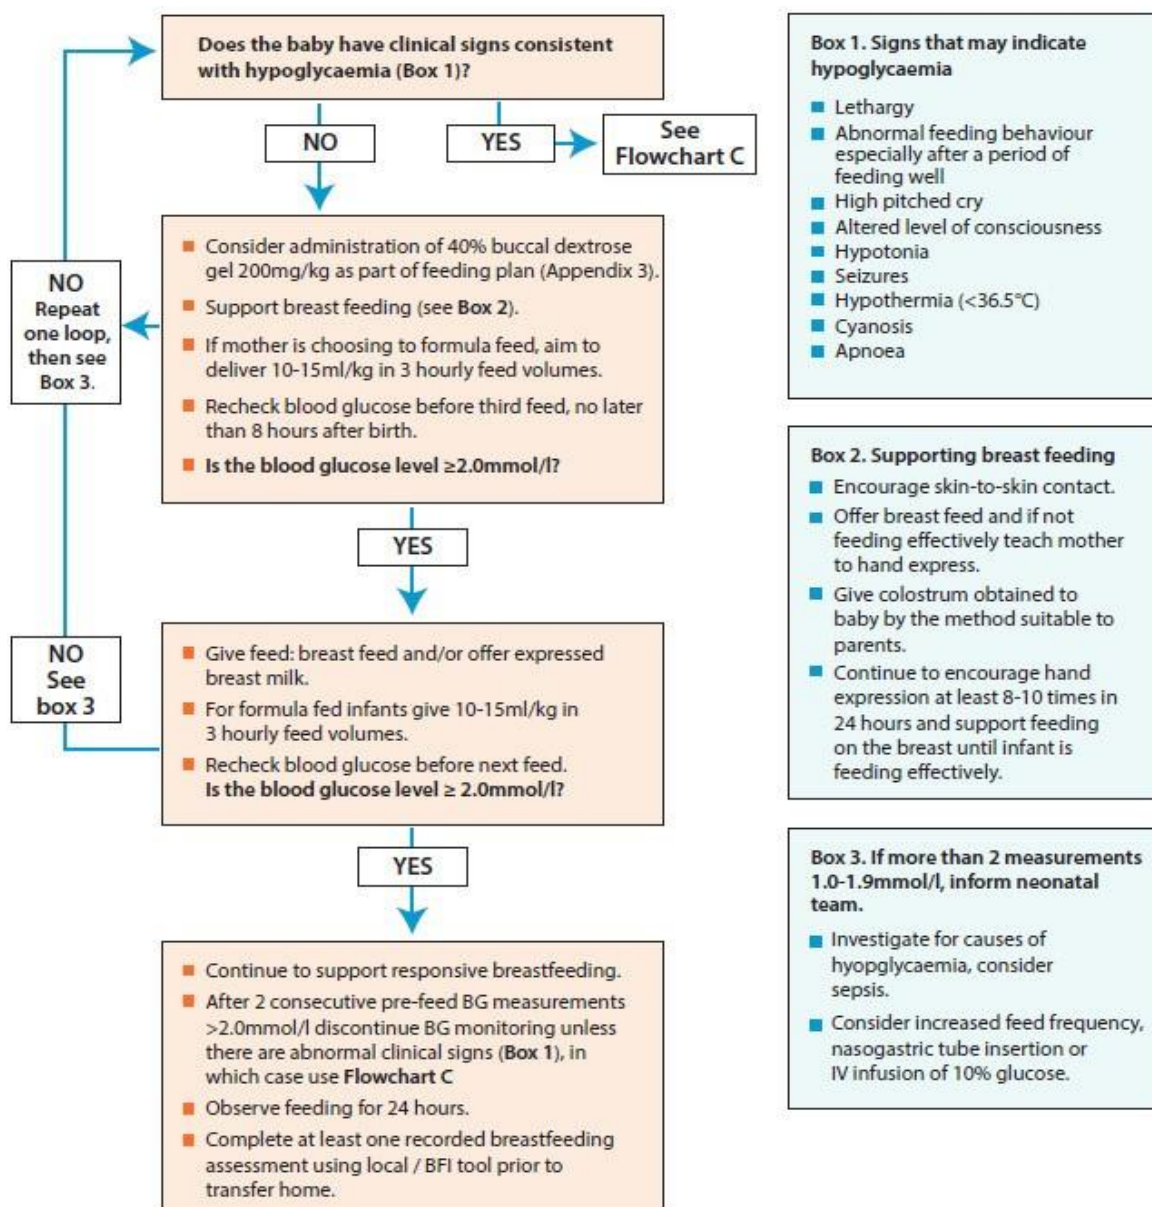 Does the baby have clinical signs consistent
with hypoglycaemia (Box 1)?
NO
YES
See
Flowchart C
Consider administration of 40% buccal dextrose
gel 200mg/kg as part of feeding plan (Appendix 3).
Support breast feeding (see Box 2).
If mother is choosing to formula feed, aim to
deliver 10-15ml/kg in 3 hourly feed volumes.
Recheck blood glucose before third feed, no later
than 8 hours after birth.
Is the blood glucose level ≥2.0mmol/l?
NO
Repeat
one loop,
then see
Box 3.
YES
Give feed: breast feed and/or offer expressed
breast milk.
For formula fed infants give 10-15ml/kg in
3 hourly feed volumes.
Recheck blood glucose before next feed.
Is the blood glucose level ≥ 2.0mmol/l?
NO
See
box 3
YES
Continue to support responsive breastfeeding.
After 2 consecutive pre-feed BG measurements
>2.0mmol/l discontinue BG monitoring unless
there are abnormal clinical signs (Box 1), in
which case use Flowchart C
Observe feeding for 24 hours.
Complete at least one recorded breastfeeding
assessment using local / BFI tool prior to
transfer home.
Box 1. Signs that may indicate
hypoglycaemia
Lethargy
Abnormal feeding behaviour
especially after a period of
feeding well
High pitched cry
Altered level of consciousness
Hypotonia
Seizures
Hypothermia (<36.5°C)
Cyanosis
Apnoea
Box 2. Supporting breast feeding
Encourage skin-to-skin contact.
Offer breast feed and if not
feeding effectively teach mother
to hand express.
Give colostrum obtained to
baby by the method suitable to
parents.
Continue to encourage hand
expression at least 8-10 times in
24 hours and support feeding
on the breast until infant is
feeding effectively.
Box 3. If more than 2 measurements
1.0-1.9mmol/l, inform neonatal
team.
Investigate for causes of
hyopglycaemia, consider
sepsis.
Consider increased feed frequency,
nasogastric tube insertion or
IV infusion of 10% glucose.